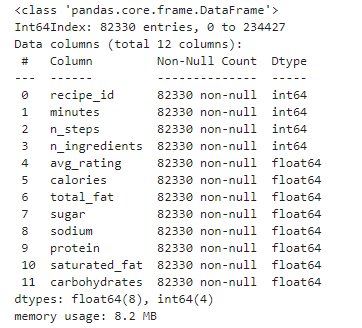 <class 'pandas.core.frame.DataFrame'>
Int64Index: 82330 entries, 0 to 234427
Data columns (total 12 columns):
 #   Column         Non-Null Count  Dtype
---  ------         --------------  -----
 0   recipe_id      82330 non-null  int64
 1   minutes        82330 non-null  int64
 2   n_steps        82330 non-null  int64
 3   n_ingredients  82330 non-null  int64
 4   avg_rating     82330 non-null  float64
 5   calories       82330 non-null  float64
 6   total_fat      82330 non-null  float64
 7   sugar          82330 non-null  float64
 8   sodium         82330 non-null  float64
 9   protein        82330 non-null  float64
 10  saturated_fat  82330 non-null  float64
 11  carbohydrates  82330 non-null  float64
dtypes: float64(8), int64(4)
memory usage: 8.2 MB